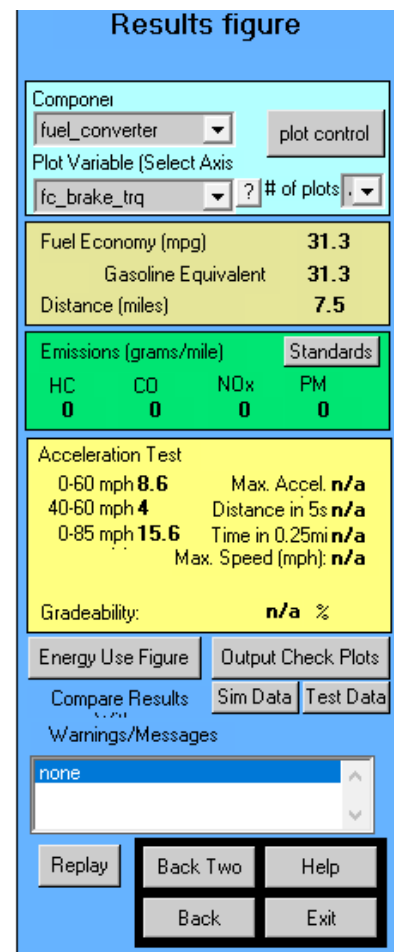 Results figure
Componer
fuel_converter
plot control
Plot Variable (Select Axis
fc_brake_trq
?
# of plots
Fuel Economy (mpg) 31.3
Gasoline Equivalent 31.3
Distance (miles) 7.5
Emissions (grams/mile) Standards
HC CO NOx PM
0 0 0 0
Acceleration Test
0-60 mph 8.6 Max. Accel. n/a
40-60 mph 4 Distance in 5s n/a
0-85 mph 15.6 Time in 0.25mi n/a
Max. Speed (mph): n/a
Gradeability: n/a %
Energy Use Figure Output Check Plots
Compare Results Sim Data Test Data
Warnings/Messages
none
Replay Back Two Help
Back Exit